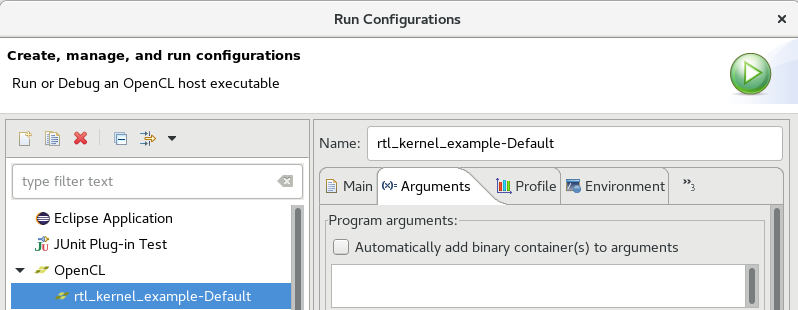 Run Configurations
Create, manage, and run configurations
Run or Debug an OpenCL host executable
type filter text
Eclipse Application
JUnit Plug-in Test
OpenCL
rtl_kernel_example-Default
Name: rtl_kernel_example-Default
Main (x)= Arguments Profile Environment »3
Program arguments:
Automatically add binary container(s) to arguments